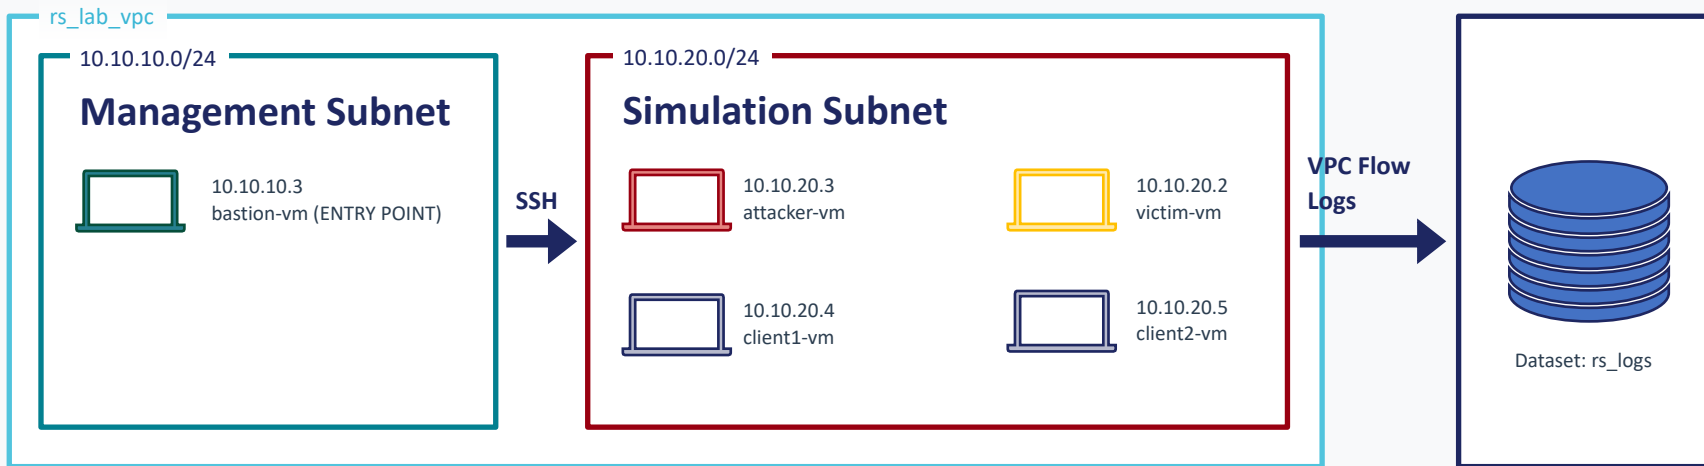 rs_lab_vpc
10.10.10.0/24
Management Subnet
10.10.10.3
bastion-vm (ENTRY POINT)
SSH
10.10.20.0/24
Simulation Subnet
10.10.20.3
attacker-vm
10.10.20.2
victim-vm
10.10.20.4
client1-vm
10.10.20.5
client2-vm
VPC Flow
Logs
Dataset: rs_logs